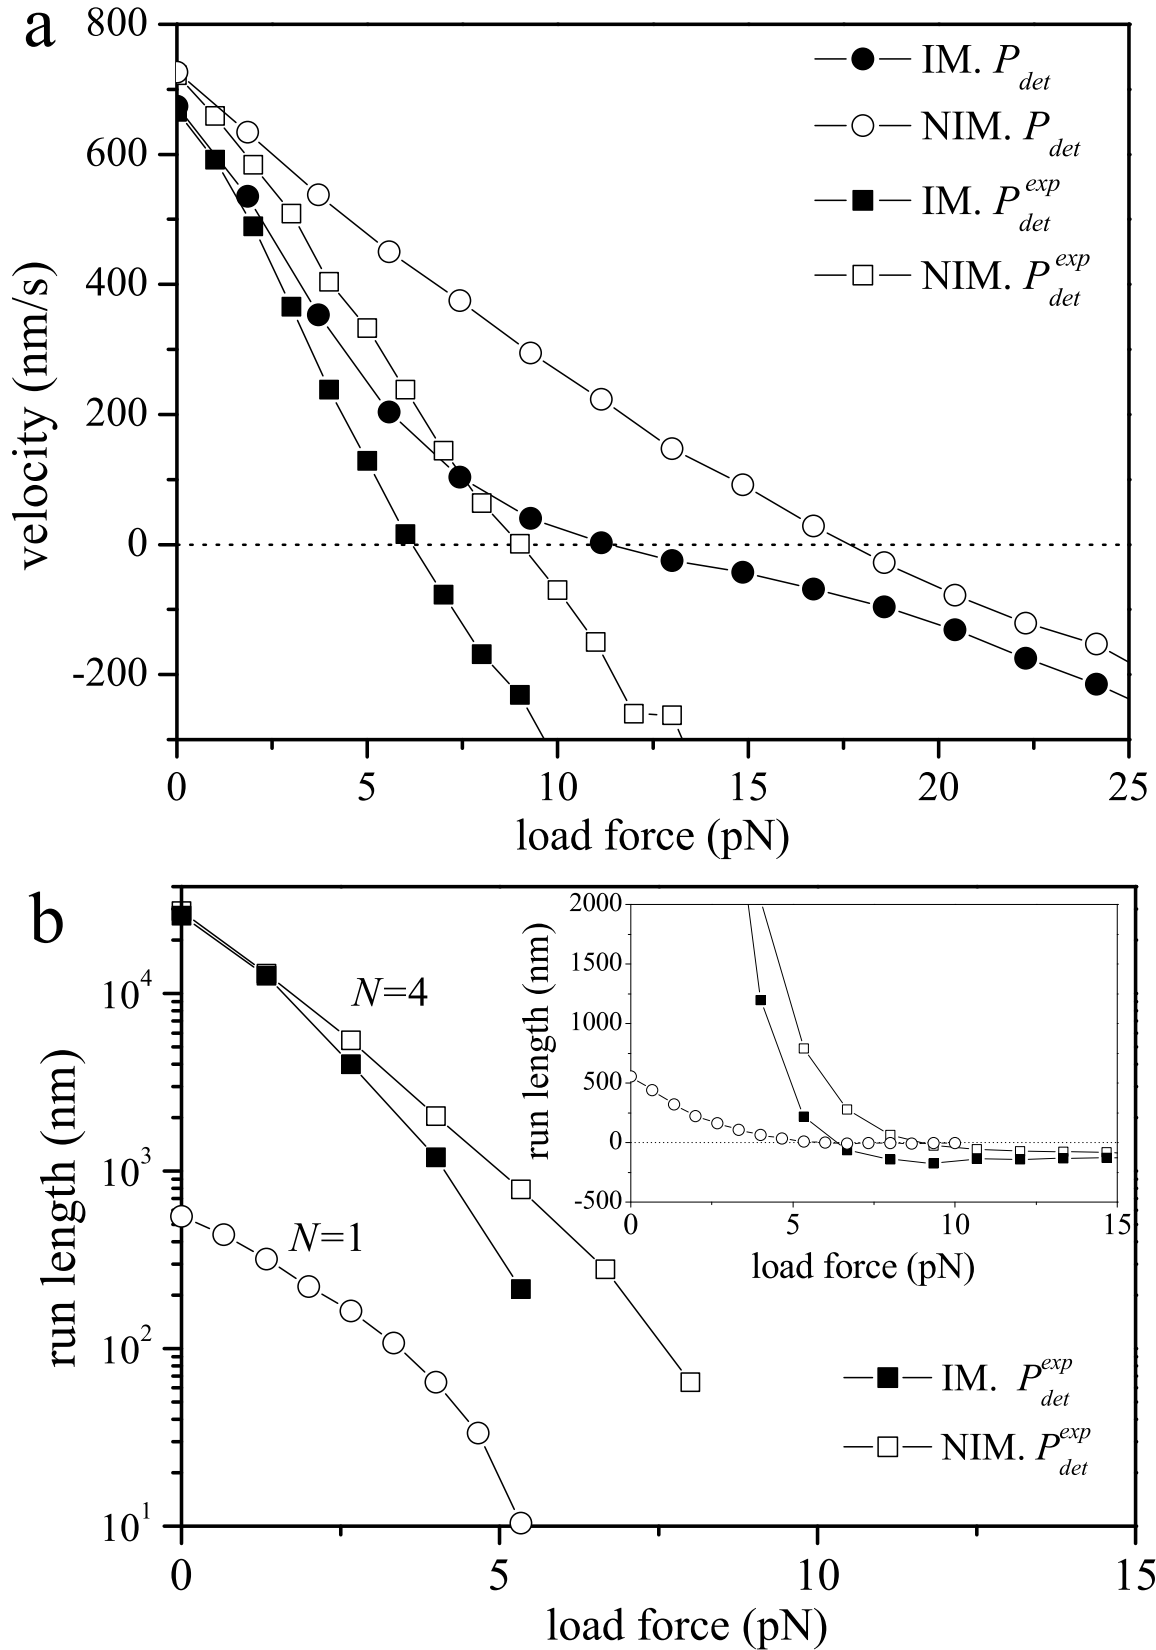 a
800
600
400
200
0
-200
velocity (nm/s)
IM. P_det
NIM. P_det
IM. P_det^exp
NIM. P_det^exp
0 5 10 15 20 25
load force (pN)
b
10^4
10^3
10^2
10^1
run length (nm)
N=4
N=1
2000
1500
1000
500
0
-500
run length (nm)
0 5 10 15
load force (pN)
IM. P_det^exp
NIM. P_det^exp
0 5 10 15
load force (pN)